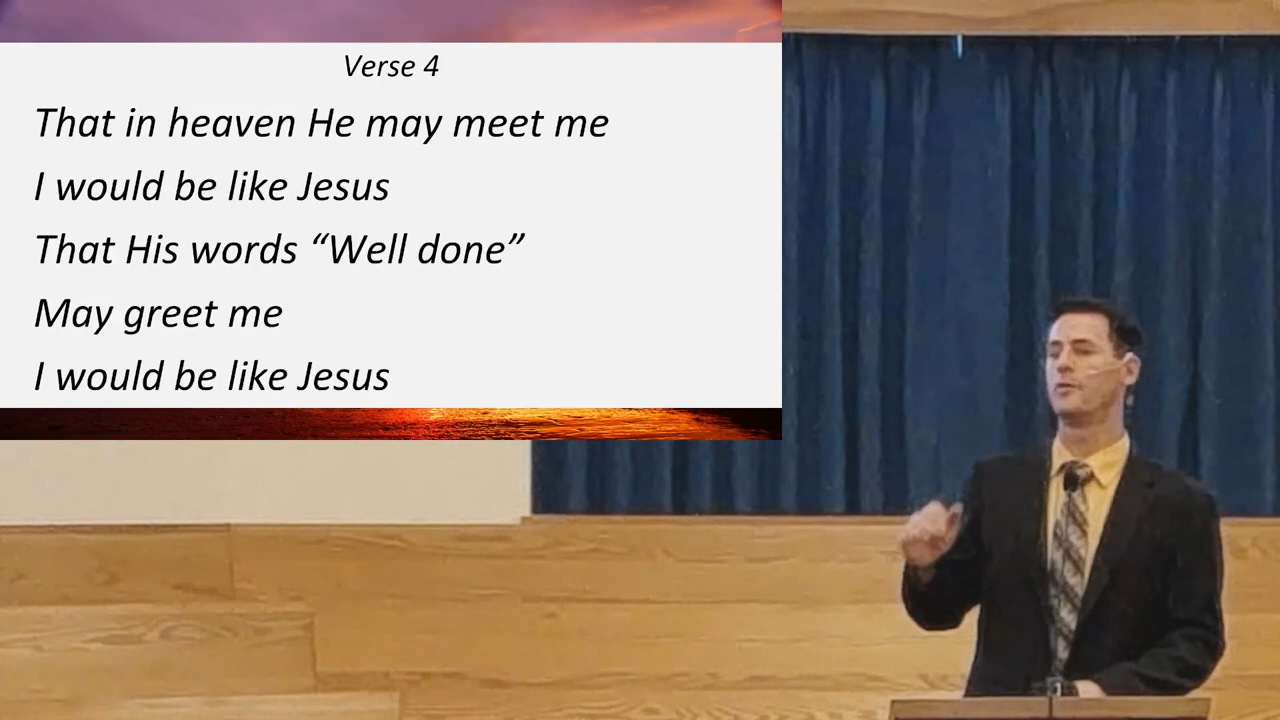 Verse 4
That in heaven He may meet me
I would be like Jesus
That His words “Well done”
May greet me
I would be like Jesus